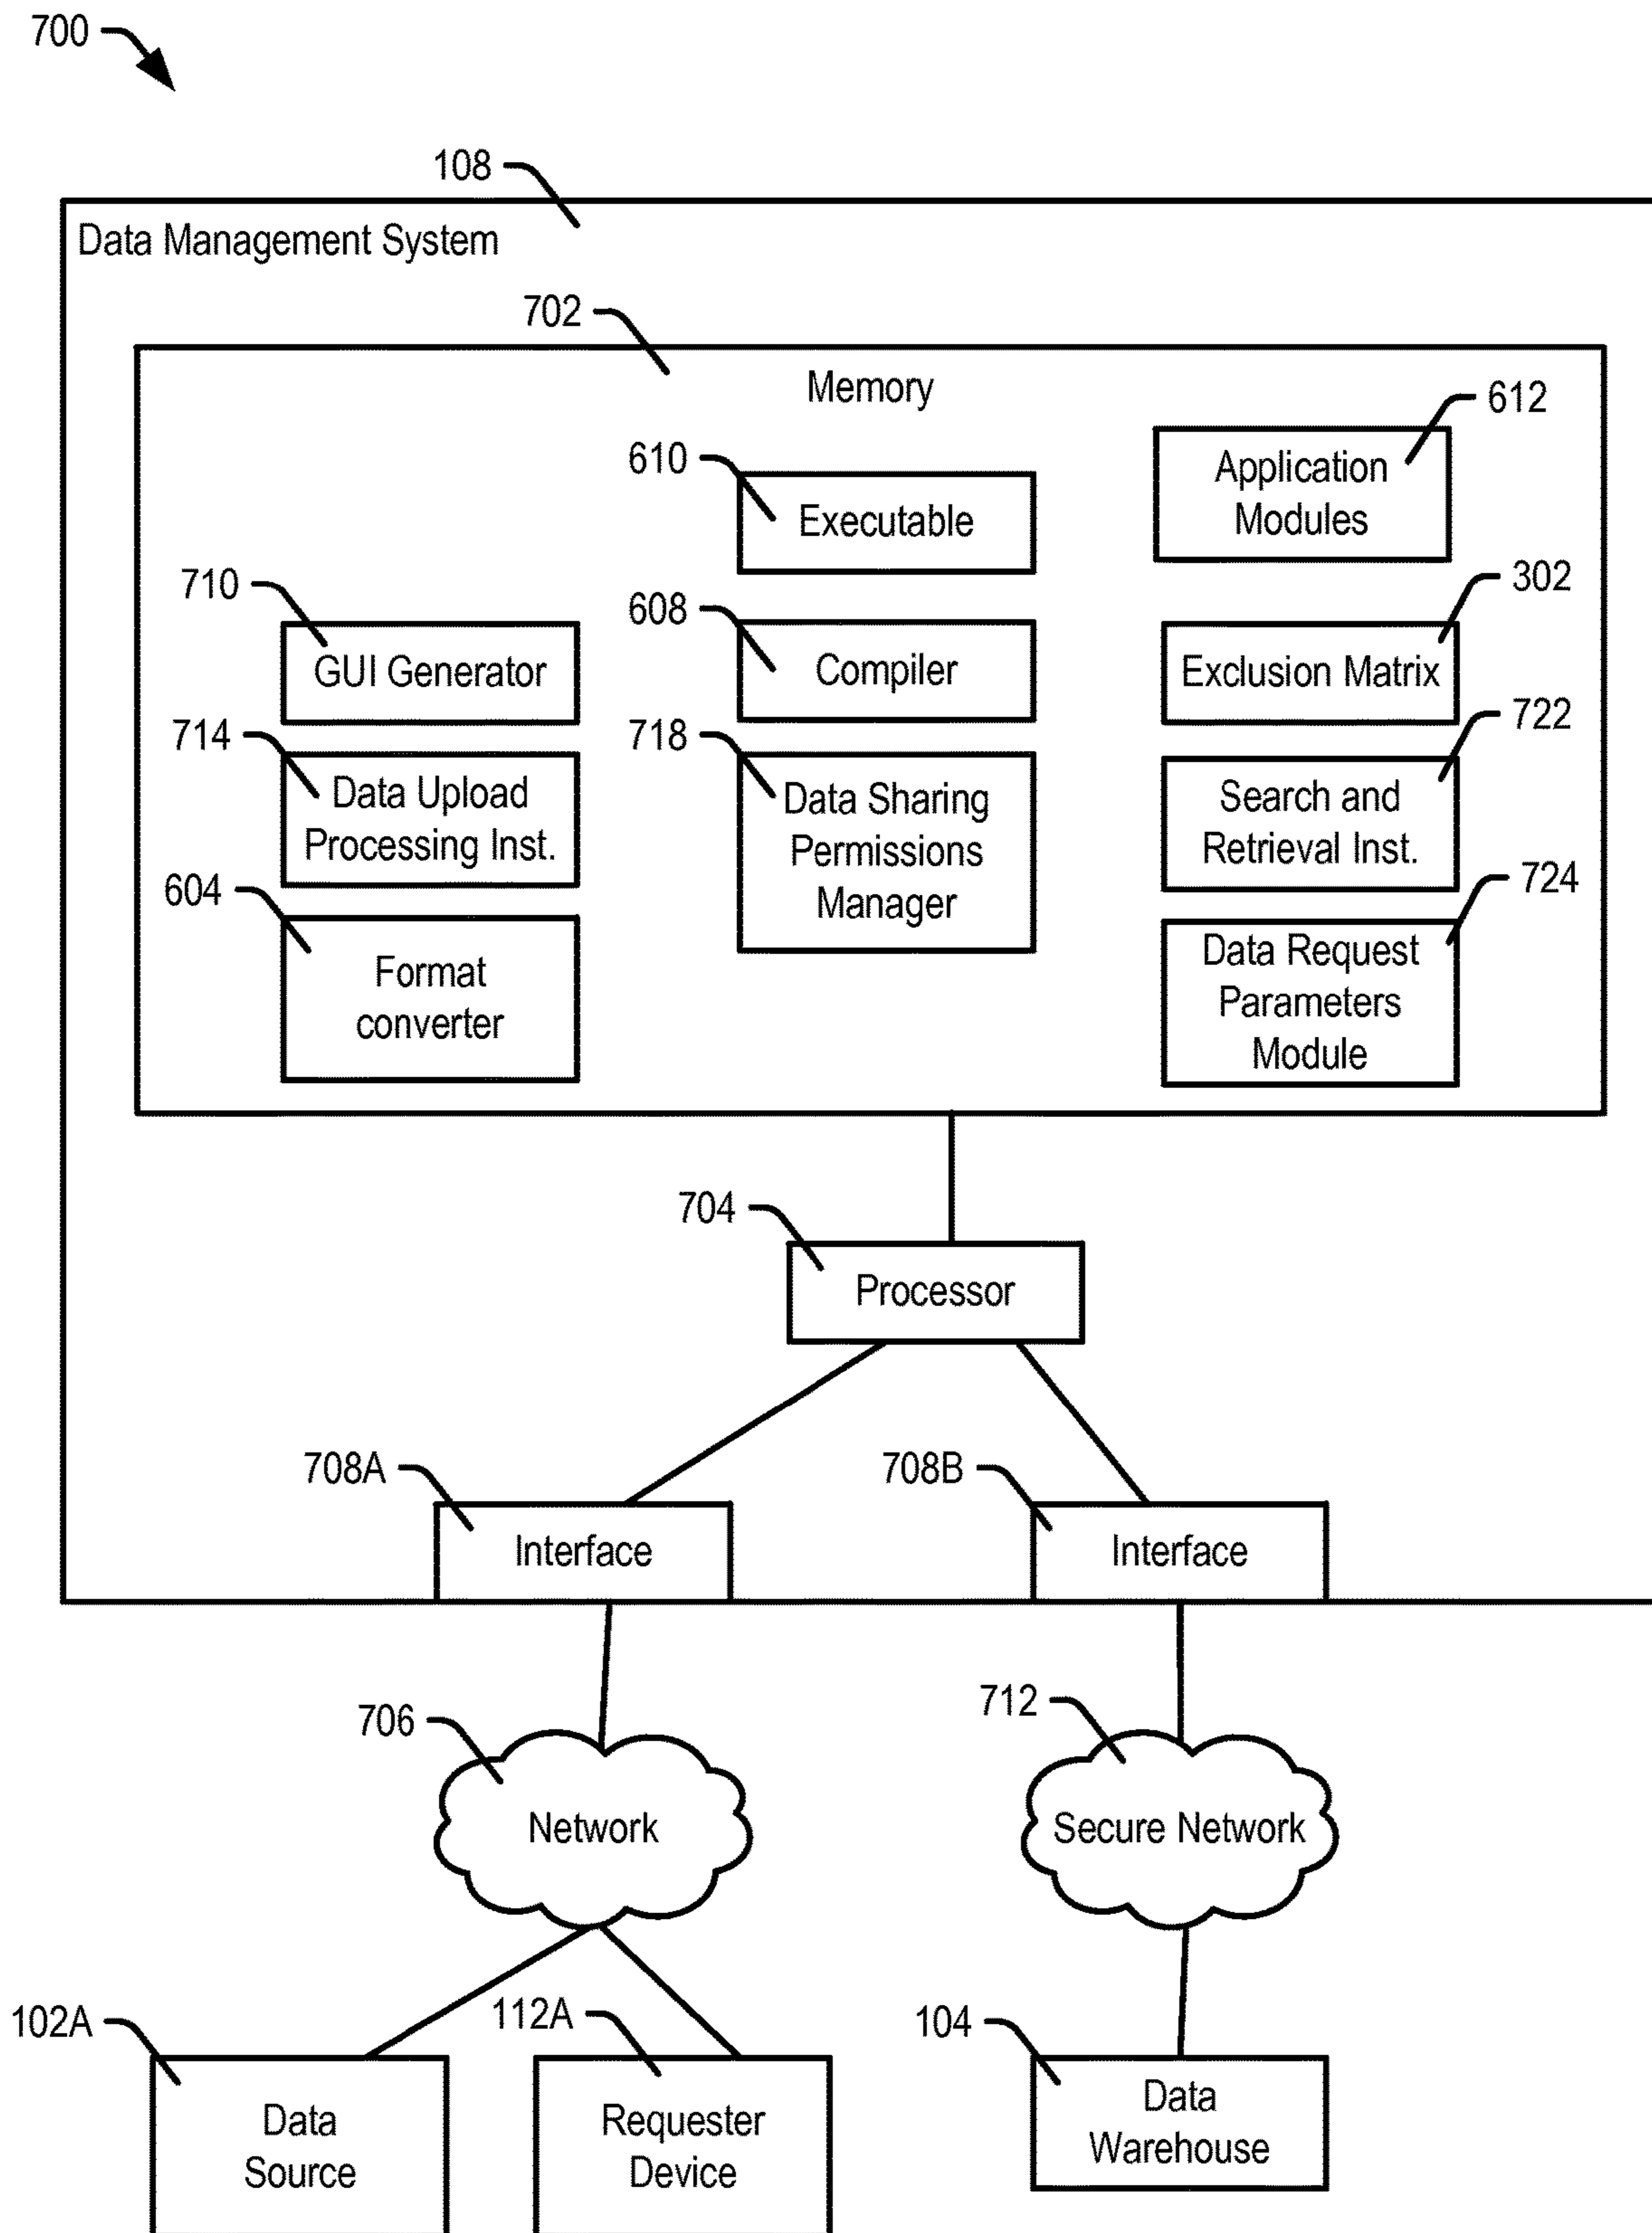 700
108
Data Management System
702
Memory
612
Application
Modules
610
Executable
710
GUI Generator
608
Compiler
302
Exclusion Matrix
714
Data Upload
Processing Inst.
718
Data Sharing
Permissions
Manager
722
Search and
Retrieval Inst.
604
Format
converter
724
Data Request
Parameters
Module
704
Processor
708A
Interface
708B
Interface
706
Network
712
Secure Network
102A
Data
Source
112A
Requester
Device
104
Data
Warehouse